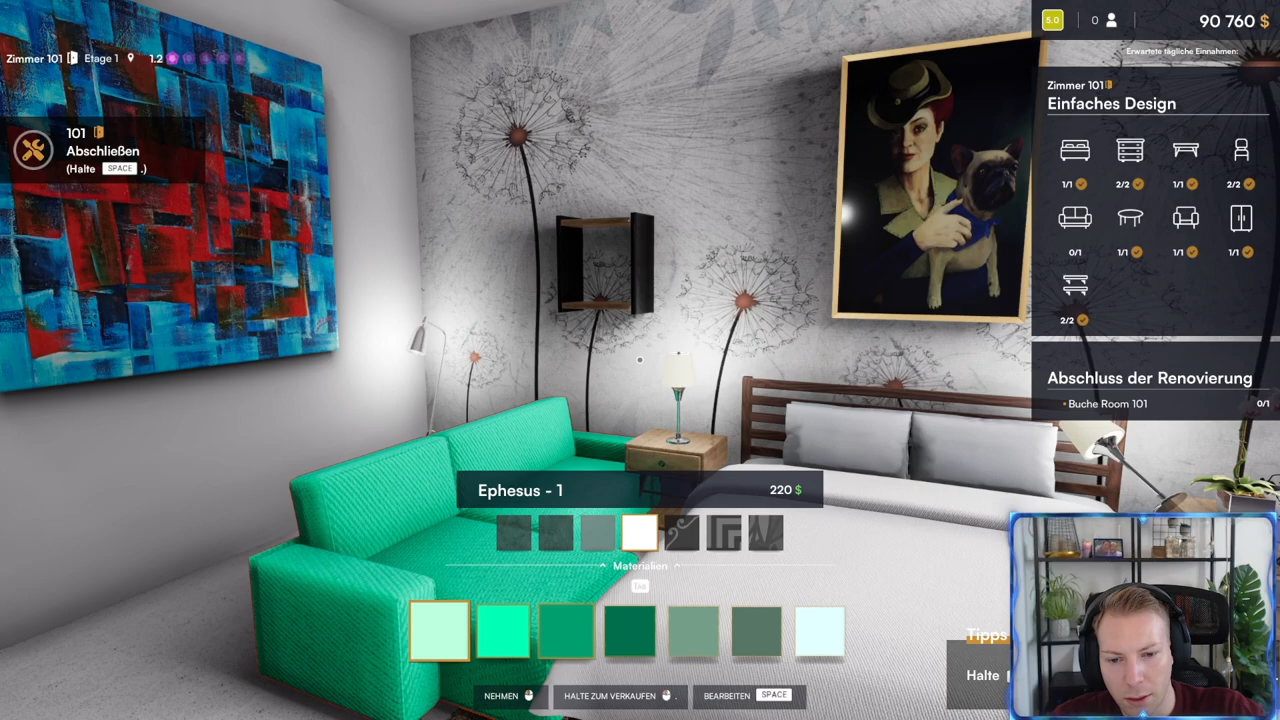 5.0
0
90 760 $
Erwartete tägliche Einnahmen:
Zimmer 101
Etage 1
1.2
101
Abschließen
(Halte SPACE .)
Zimmer 101
Einfaches Design
1/1
2/2
1/1
2/2
0/1
1/1
1/1
1/1
2/2
Abschluss der Renovierung
Buche Room 101
0/1
Ephesus - 1
220 $
Materialien
TAB
Tipps
Halte
NEHMEN
HALTE ZUM VERKAUFEN .
BEARBEITEN SPACE